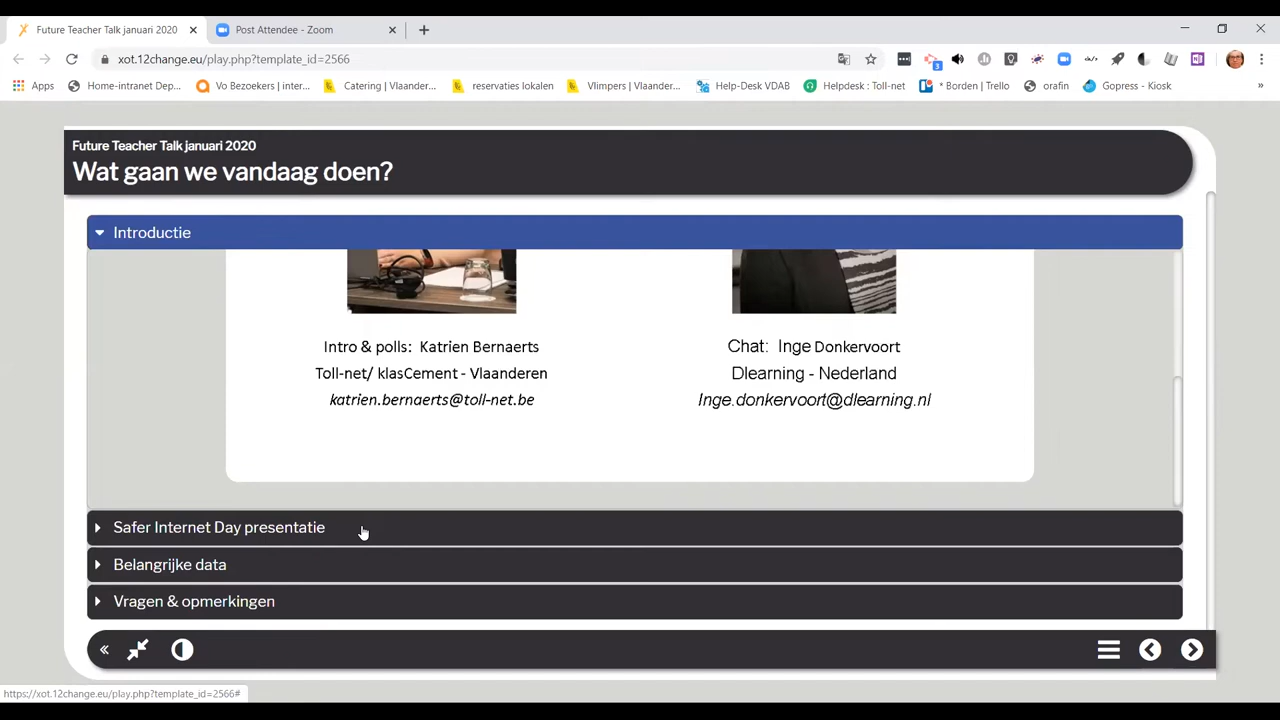 Future Teacher Talk januari 2020
Post Attendee - Zoom
xot.12change.eu/play.php?template_id=2566
3
Apps
Home-intranet Dep...
Vo Bezoekers | inter...
Catering | Vlaander...
reservaties lokalen
Vlimpers | Vlaander...
Help-Desk VDAB
Helpdesk : Toll-net
* Borden | Trello
orafin
Gopress - Kiosk
»
Future Teacher Talk januari 2020
Wat gaan we vandaag doen?
Introductie
Intro & polls: Katrien Bernaerts
Toll-net/ klasCement - Vlaanderen
katrien.bernaerts@toll-net.be
Chat: Inge Donkervoort
Dlearning - Nederland
Inge.donkervoort@dlearning.nl
Safer Internet Day presentatie
Belangrijke data
Vragen & opmerkingen
https://xot.12change.eu/play.php?template_id=2566#